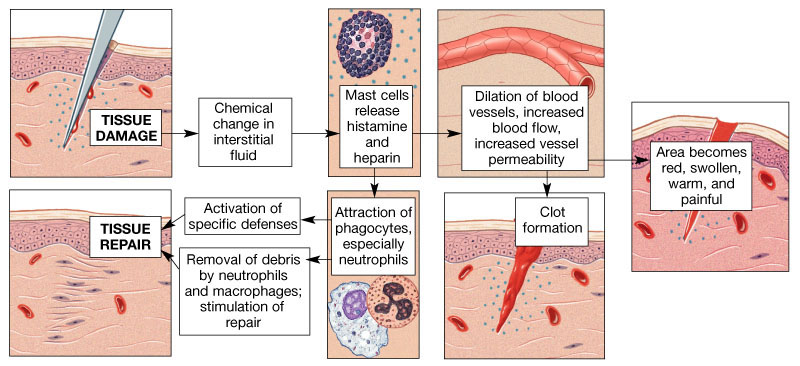 TISSUE
DAMAGE
Chemical
change in
interstitial
fluid
Mast cells
release
histamine
and
heparin
Dilation of blood
vessels, increased
blood flow,
increased vessel
permeability
Area becomes
red, swollen,
warm, and
painful
Clot
formation
Attraction of
phagocytes,
especially
neutrophils
Activation of
specific defenses
Removal of debris
by neutrophils
and macrophages;
stimulation of
repair
TISSUE
REPAIR